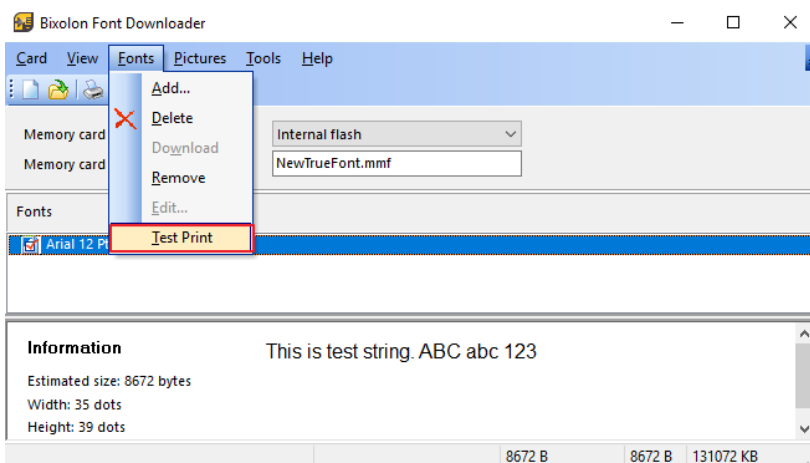 Bixolon Font Downloader
Card View Fonts Pictures Tools Help
Add...
Delete
Download
Remove
Edit...
Test Print
Memory card
Internal flash
Memory card
NewTrueFont.mmf
Fonts
Arial 12 Pt
Information
This is test string. ABC abc 123
Estimated size: 8672 bytes
Width: 35 dots
Height: 39 dots
8672 B 8672 B 131072 KB